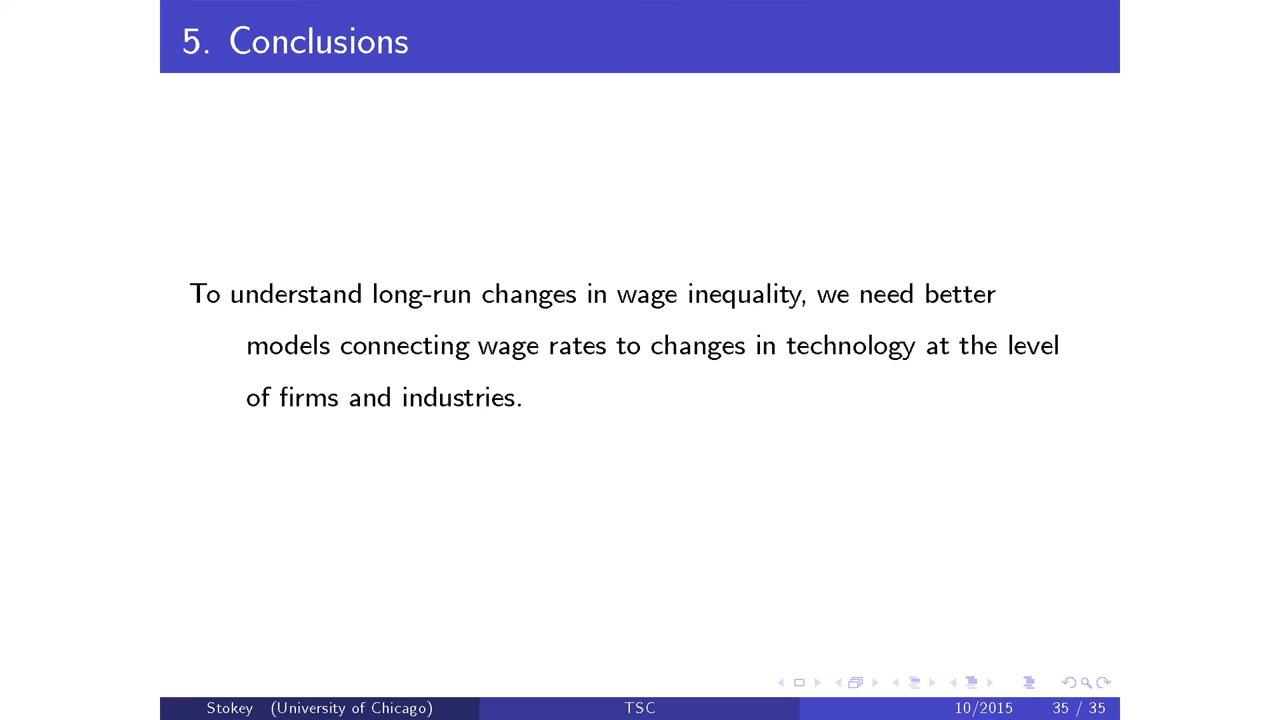 5. Conclusions
To understand long-run changes in wage inequality, we need better
models connecting wage rates to changes in technology at the level
of firms and industries.
Stokey (University of Chicago) TSC 10/2015 35 / 35